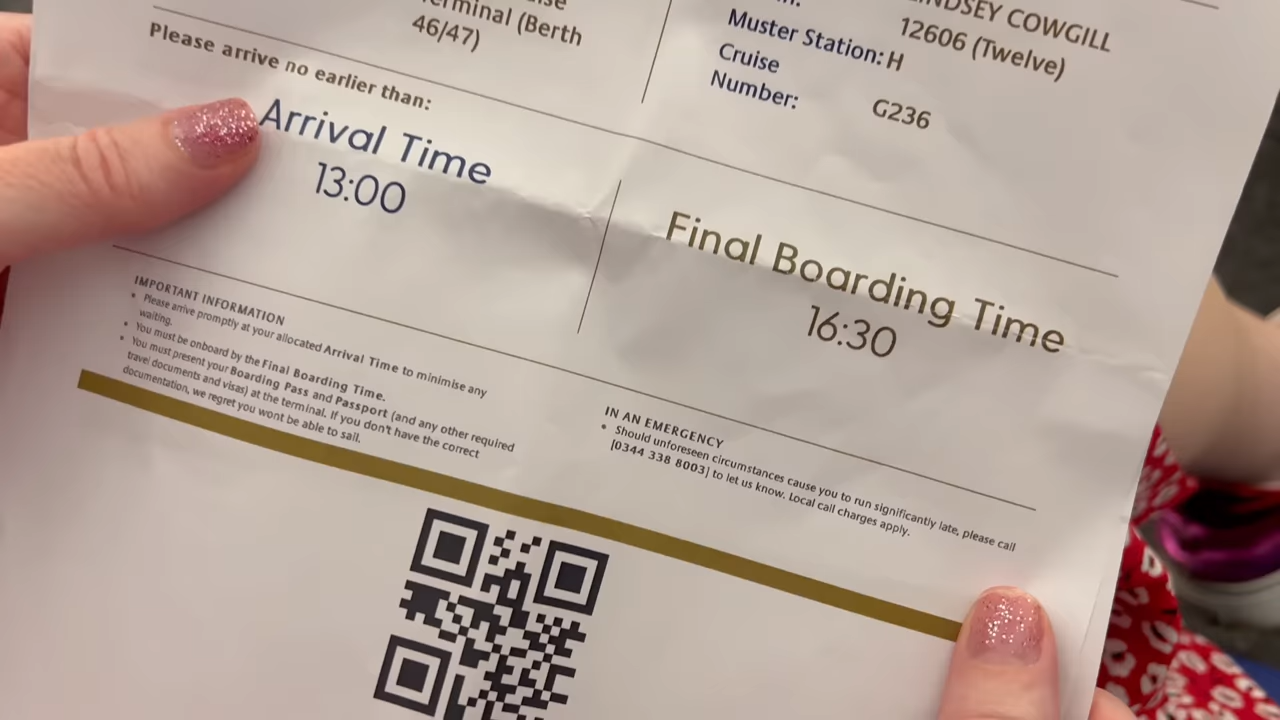 (Berth
46/47)
LINDSEY COWGILL
12606 (Twelve)
Muster Station: H
Cruise
Number:
G236
Please arrive no earlier than:
Arrival Time
13:00
Final Boarding Time
16:30
IMPORTANT INFORMATION
• Please arrive promptly at your allocated Arrival Time to minimise any
waiting.
• You must be onboard by the Final Boarding Time.
• You must present your Boarding Pass and Passport (and any other required
travel documents and visas) at the terminal. If you don't have the correct
documentation, we regret you wont be able to sail.
IN AN EMERGENCY
• Should unforeseen circumstances cause you to run significantly late, please call
[0344 338 8003] to let us know. Local call charges apply.